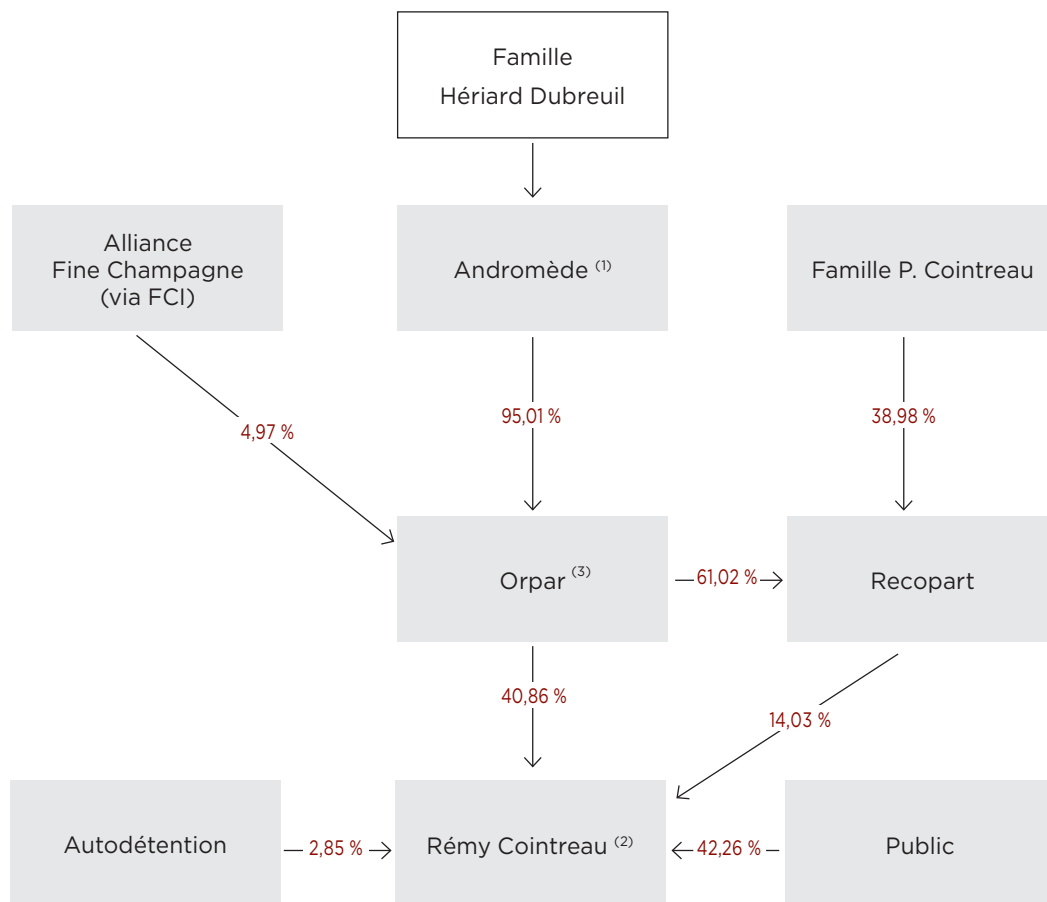 Famille
Hériard Dubreuil
Alliance
Fine Champagne
(via FCI)
Andromède (1)
Famille P. Cointreau
4,97 %
95,01 %
38,98 %
Orpar (3)
61,02 %
Recopart
40,86 %
14,03 %
Autodétention
2,85 %
Rémy Cointreau (2)
42,26 %
Public